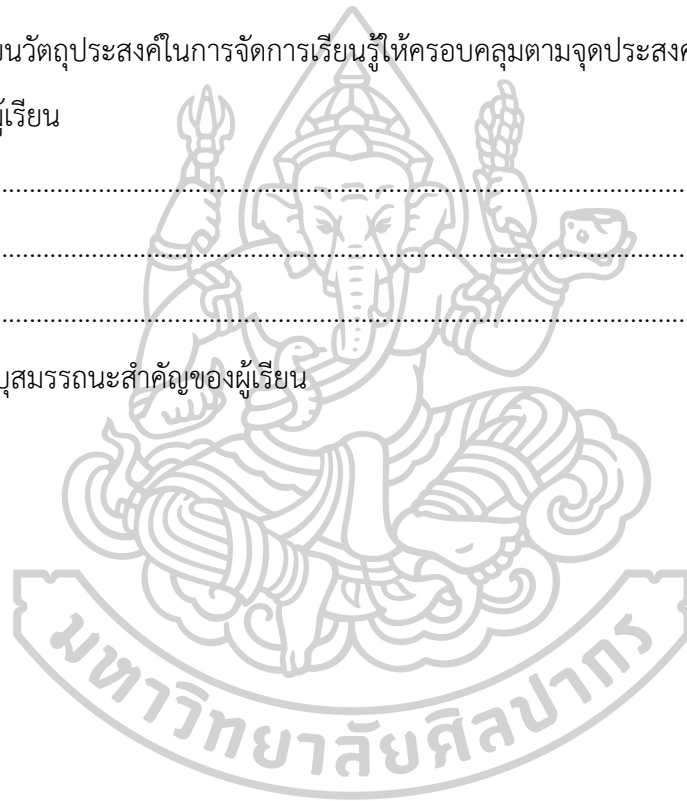 ยนวัตถุประสงค์ในการจัดการเรียนรู้ให้ครอบคลุมตามจุดประสงค
ผู้เรียน
................................................................................................
................................................................................................
................................................................................................
บุสมรรถนะสำคัญของผู้เรียน
มหาวิทยาลัยศิลปากร